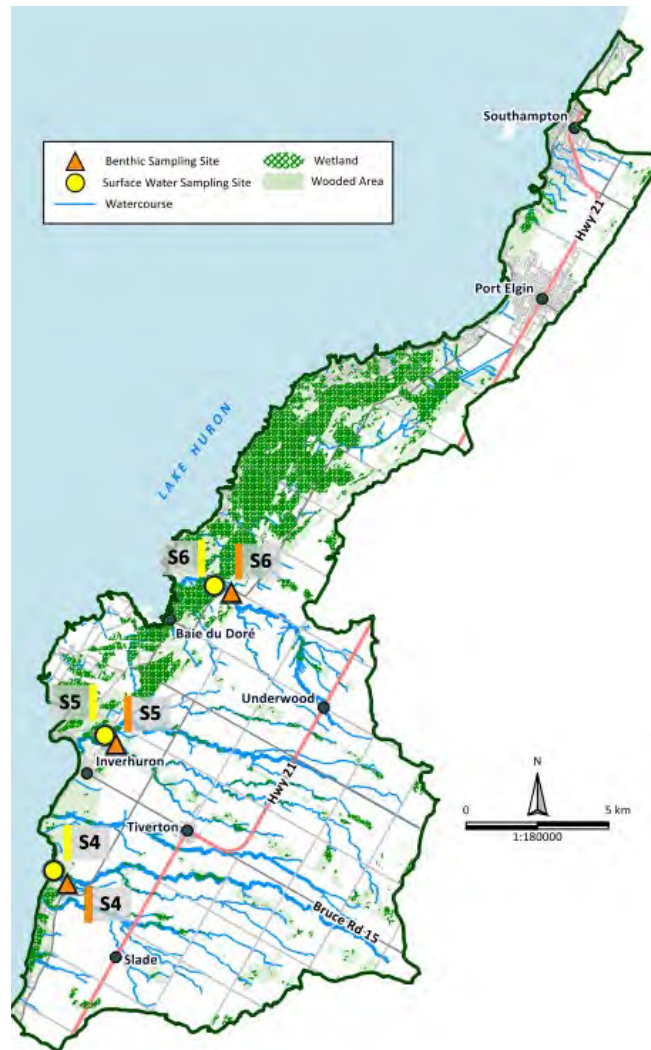 Southampton
Benthic Sampling Site
Wetland
Surface Water Sampling Site
Wooded Area
Watercourse
Hwy 21
Port Elgin
LAKE HURON
S6
S6
Baie du Doré
Underwood
S5
S5
Inverhuron
Hwy 21
N
0
5 km
1:180000
Tiverton
S4
S4
Bruce Rd 15
Slade